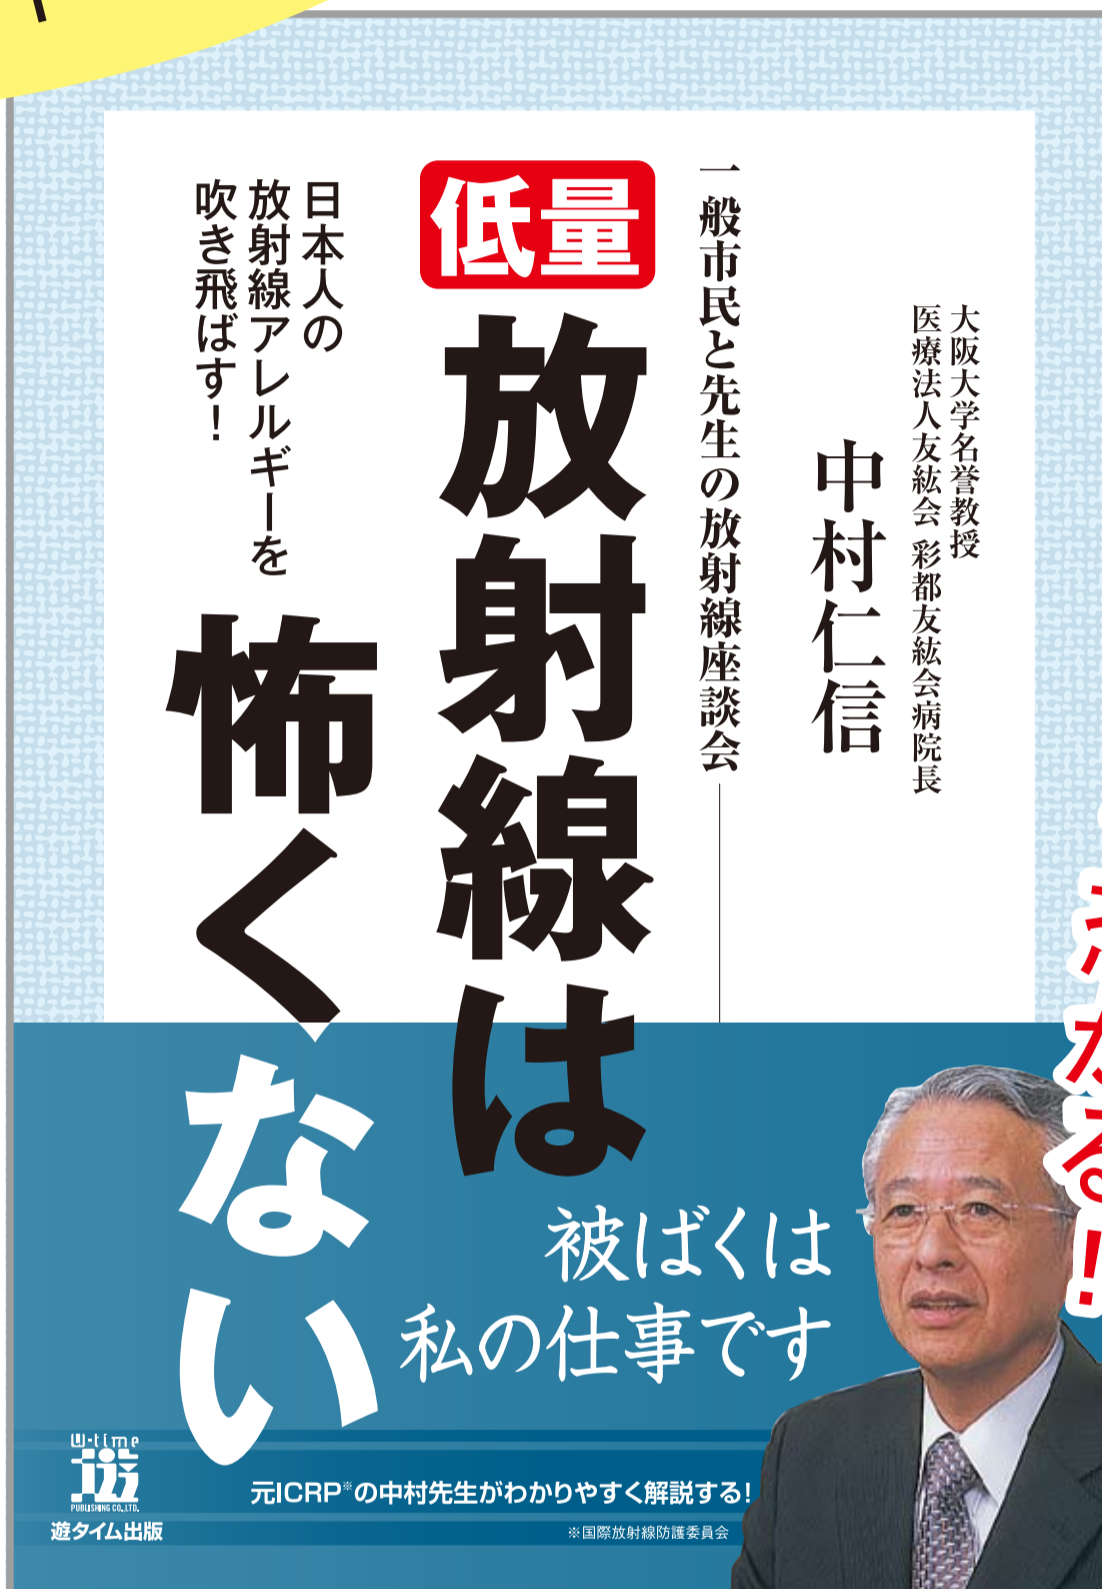 大阪大学名誉教授
医療法人友紘会 彩都友紘会病院長
中村仁信
一般市民と先生の放射線座談会
低量
放射線は
怖くない
日本人の
放射線アレルギーを
吹き飛ばす!
被ばくは
私の仕事です
かる!!
元ICRP※の中村先生がわかりやすく解説する!
※国際放射線防護委員会
u-time
遊
PUBLISHING CO.,LTD.
遊タイム出版